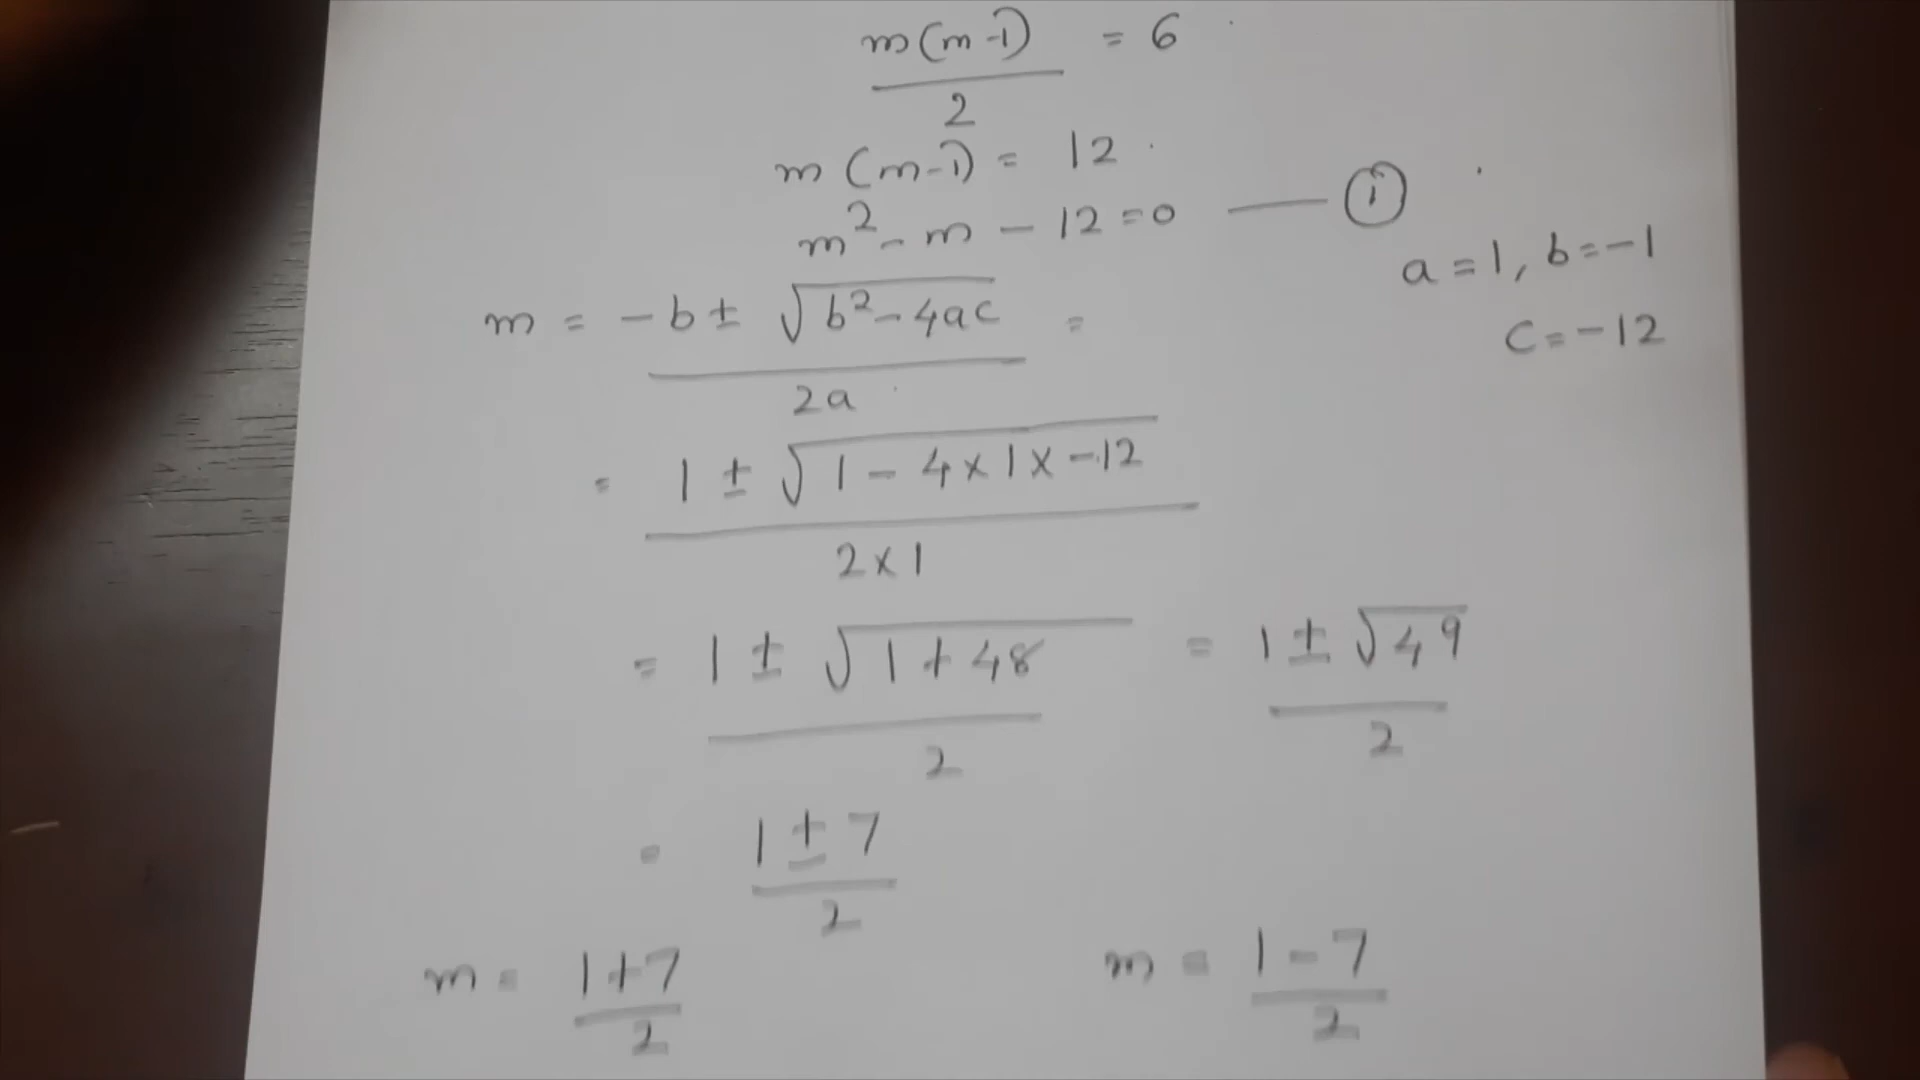 m(m-1)/2 = 6
m(m-1) = 12
m² - m - 12 = 0 —— ①
a = 1, b = -1
c = -12
m = (-b ± √(b² - 4ac))/2a =
= (1 ± √(1 - 4 x 1 x -12))/(2 x 1)
= (1 ± √(1 + 48))/2 = (1 ± √49)/2
= (1 ± 7)/2
m = (1 + 7)/2 m = (1 - 7)/2